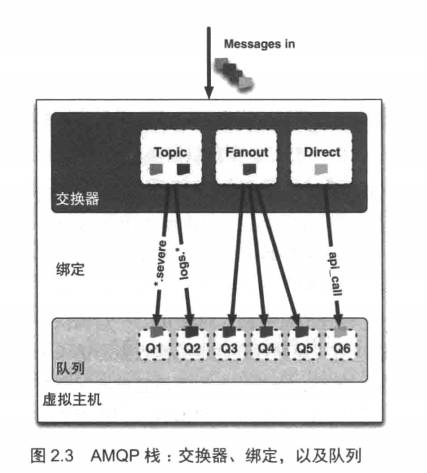 Messages in
Topic
Fanout
Direct
交换器
绑定
*.severe
logs.*
api_call
Q1
Q2
Q3
Q4
Q5
Q6
队列
虚拟主机
图 2.3 AMQP 栈：交换器、绑定，以及队列